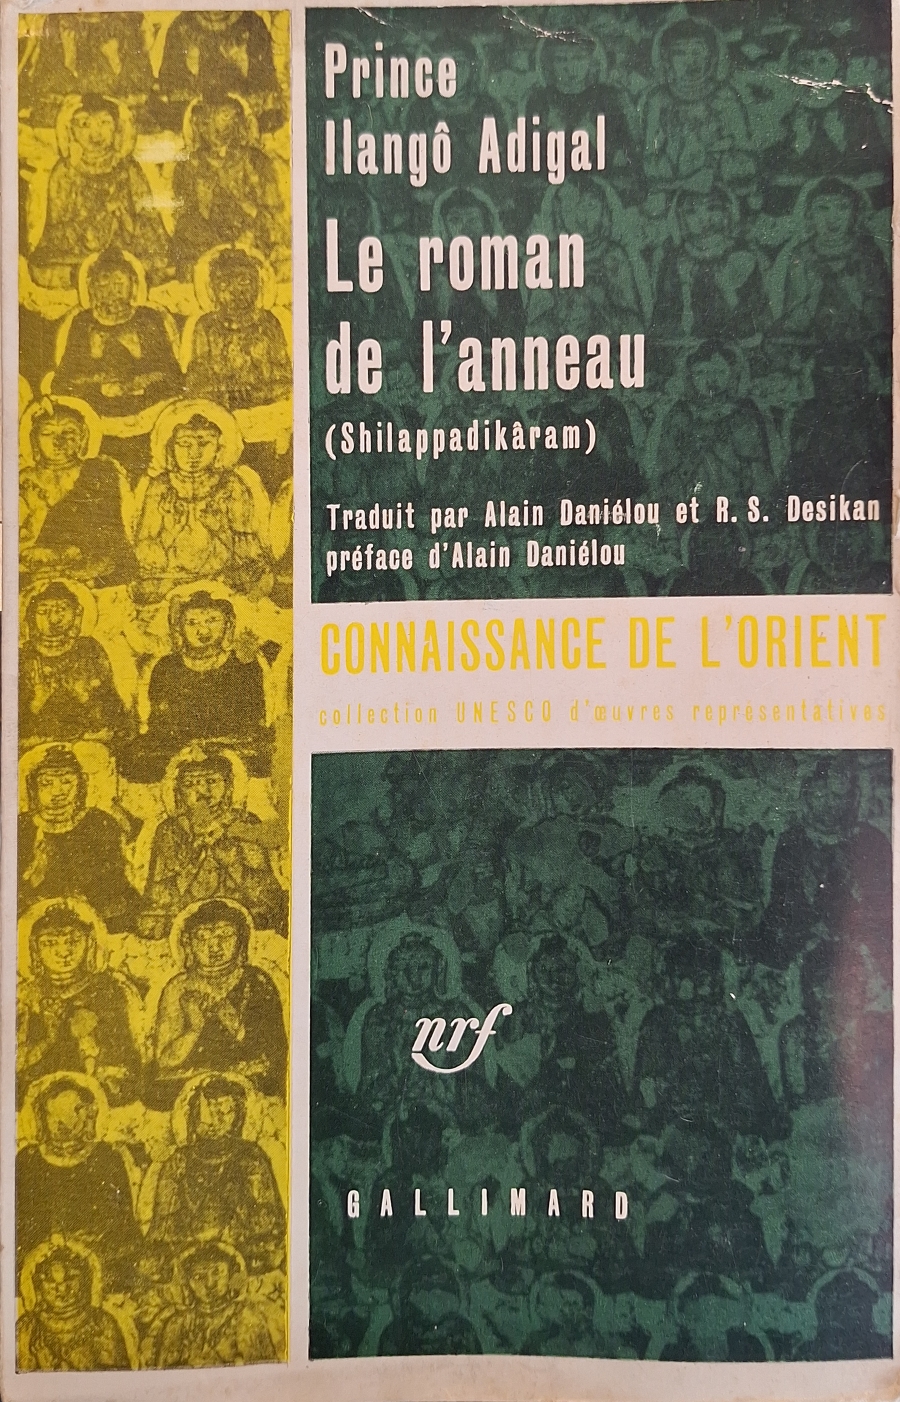 Prince
Ilangô Adigal
Le roman
de l'anneau
(Shilappadikâram)
Traduit par Alain Daniélou et R. S. Desikan
préface d'Alain Daniélou
CONNAISSANCE DE L'ORIENT
collection UNESCO d'œuvres représentatives
nrf
GALLIMARD